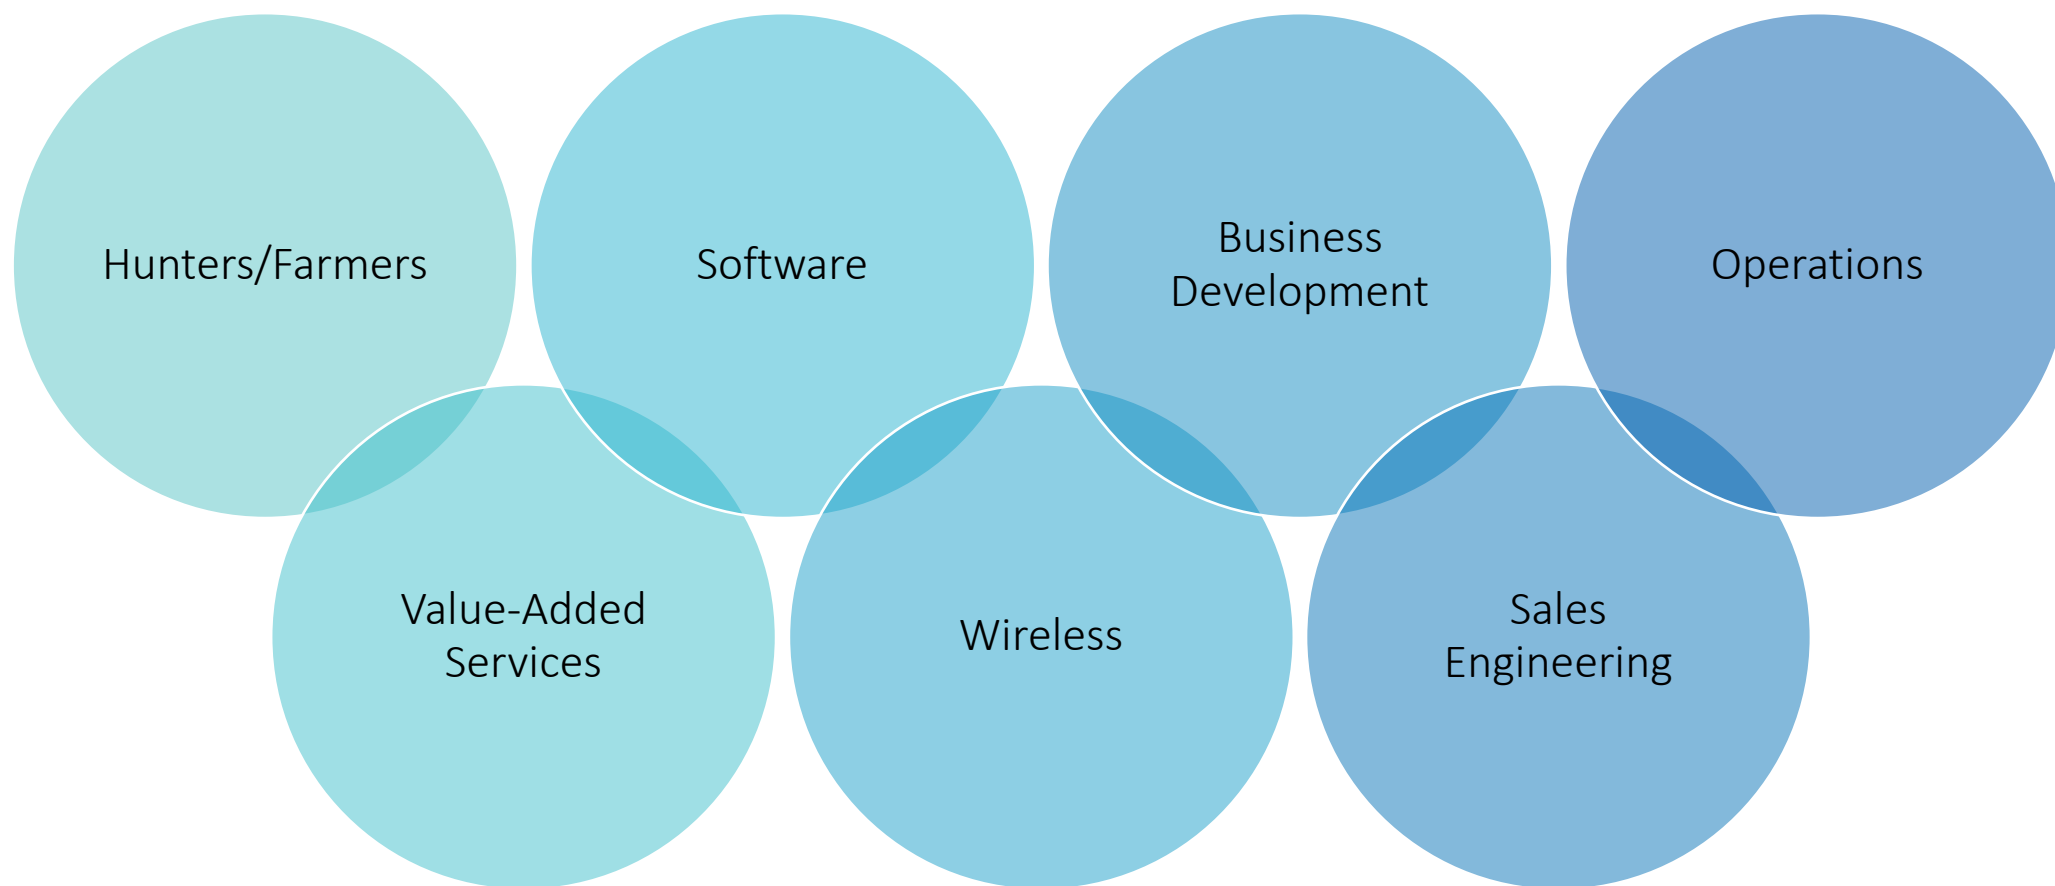 Hunters/Farmers
Software
Business
Development
Operations
Value-Added
Services
Wireless
Sales
Engineering